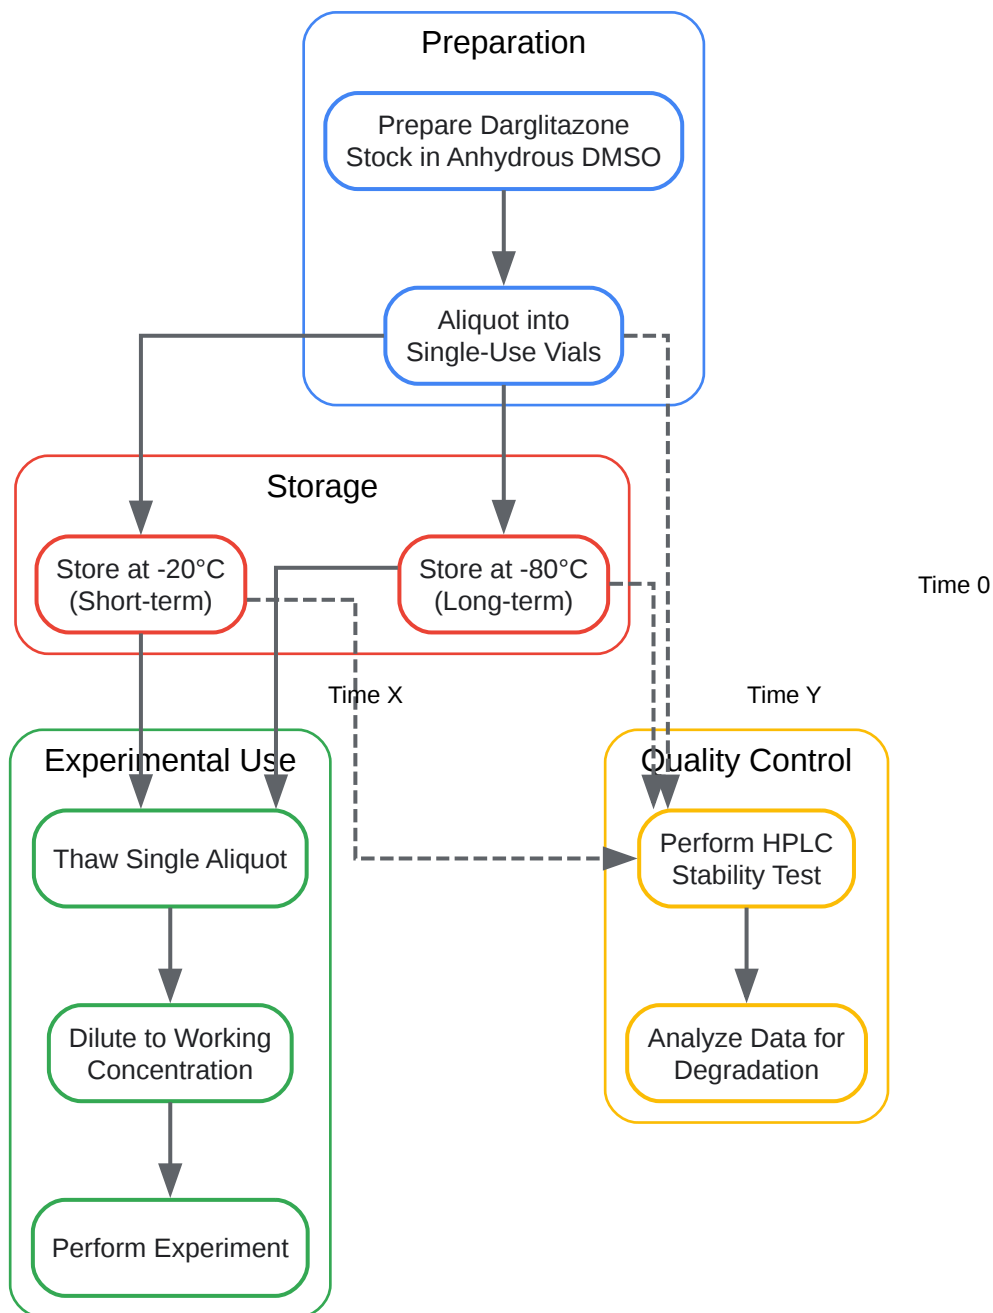 Preparation
Prepare Darglitazone
Stock in Anhydrous DMSO
Aliquot into
Single-Use Vials
Storage
Store at -20°C
(Short-term)
Store at -80°C
(Long-term)
Time 0
Time X
Time Y
Experimental Use
Thaw Single Aliquot
Dilute to Working
Concentration
Perform Experiment
Quality Control
Perform HPLC
Stability Test
Analyze Data for
Degradation